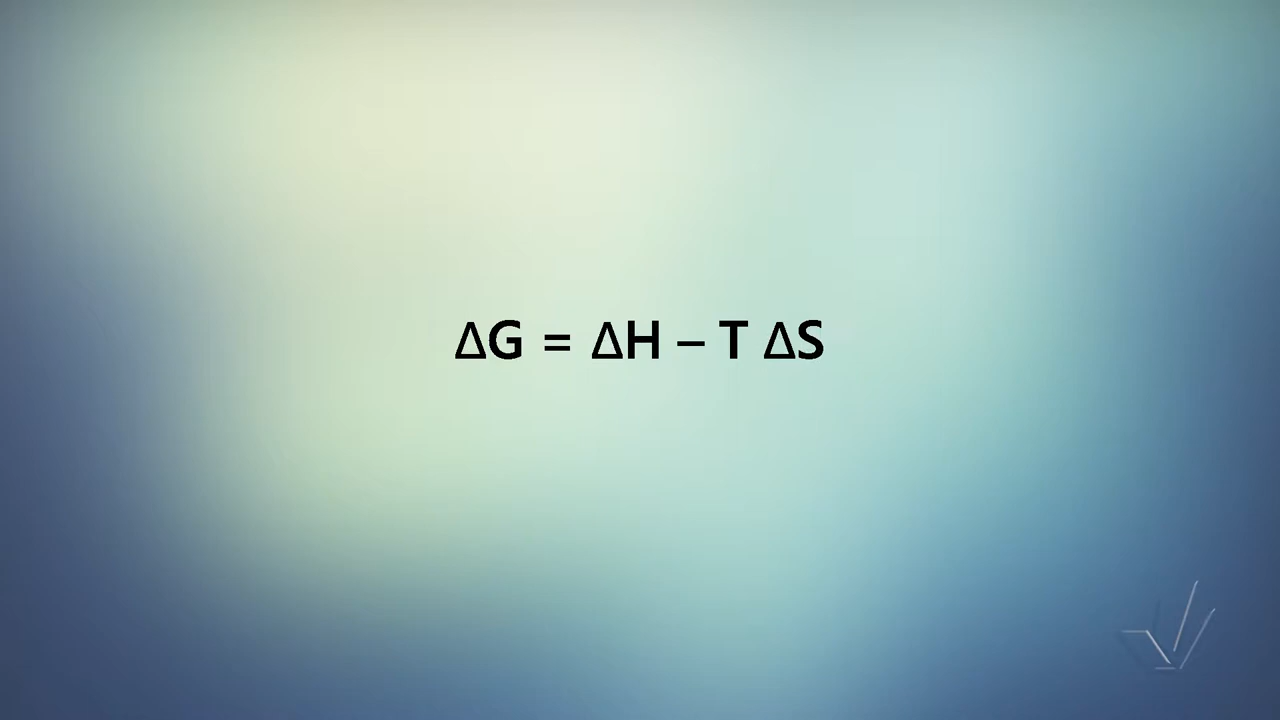 ΔG = ΔH – T ΔS